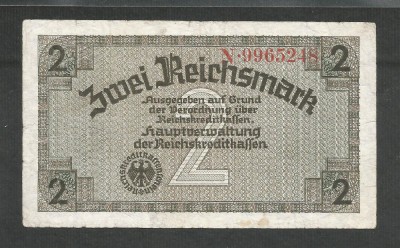 2 N·9965248 2
Zwei Reichsmark
Ausgegeben auf Grund
der Verordnung über
Reichskreditkassen.
Hauptverwaltung
der Reichskreditkassen.
2
2 2